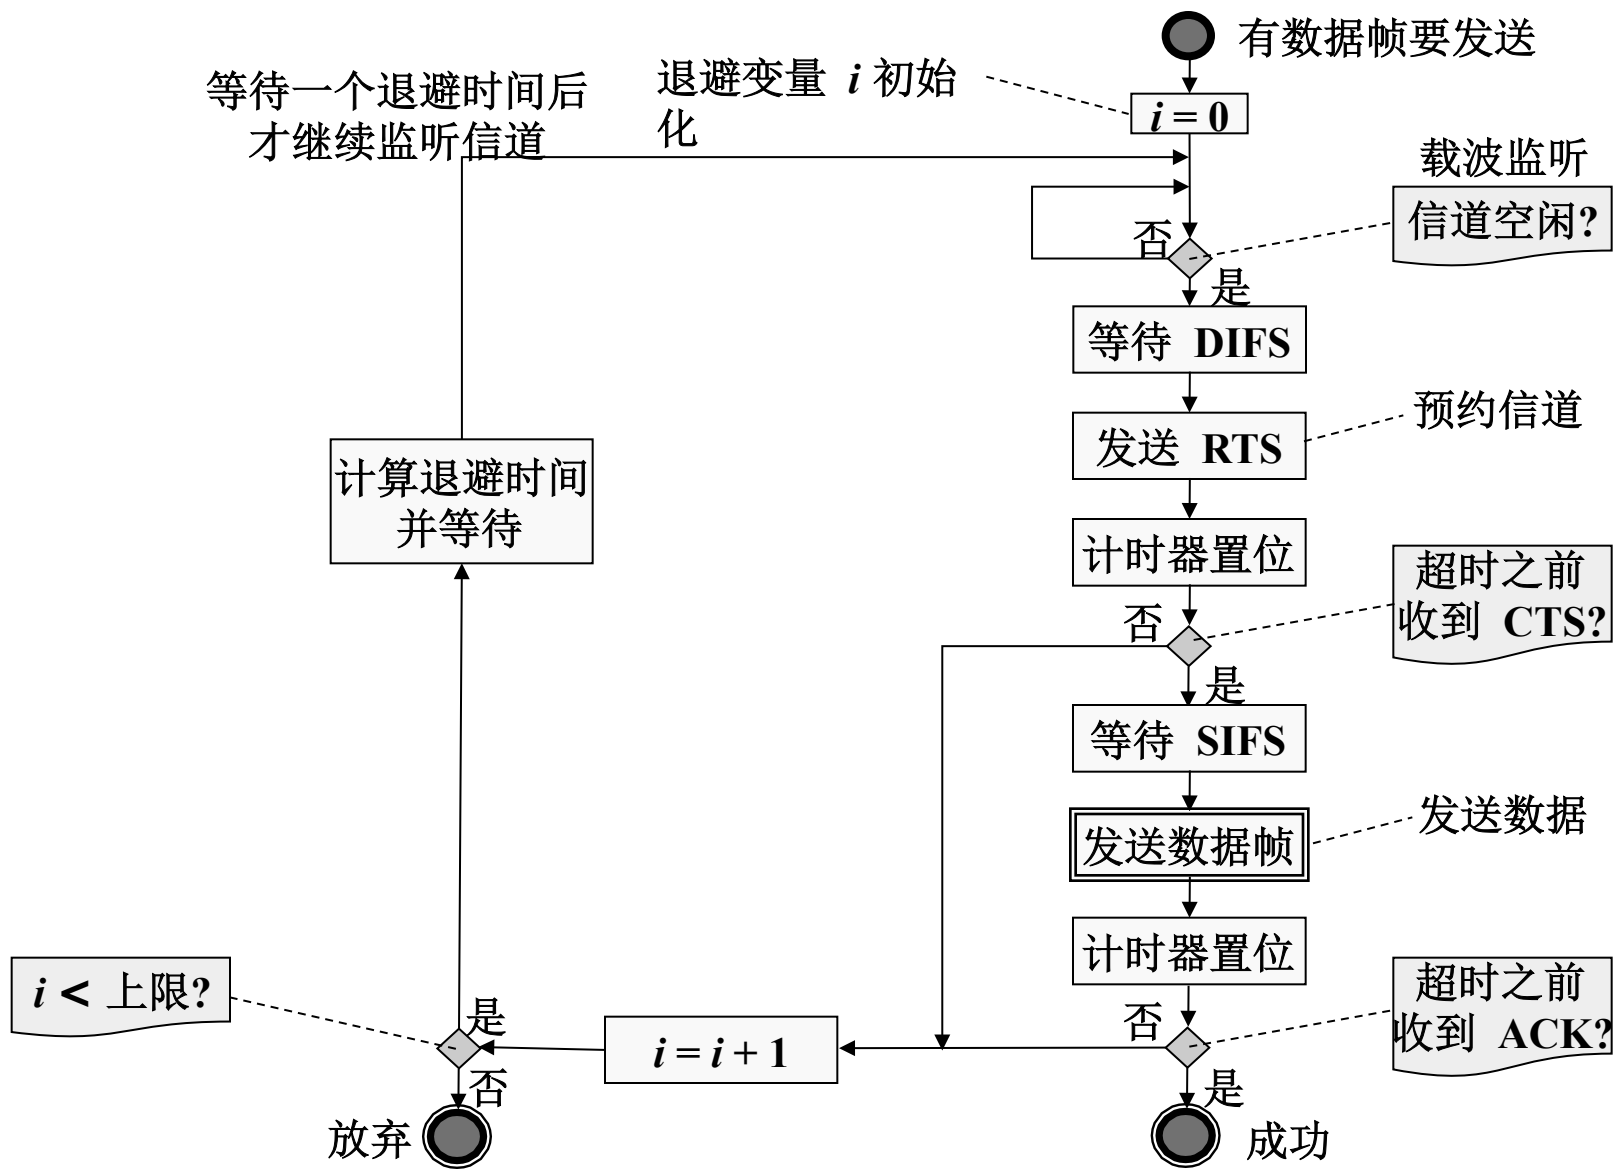 有数据帧要发送
退避变量 i 初始
化
i = 0
等待一个退避时间后
才继续监听信道
载波监听
信道空闲?
否
是
等待 DIFS
发送 RTS
预约信道
计时器置位
计算退避时间
并等待
超时之前
收到 CTS?
否
是
等待 SIFS
发送数据帧
发送数据
计时器置位
超时之前
收到 ACK?
否
是
i = i + 1
i < 上限?
是
否
放弃
成功